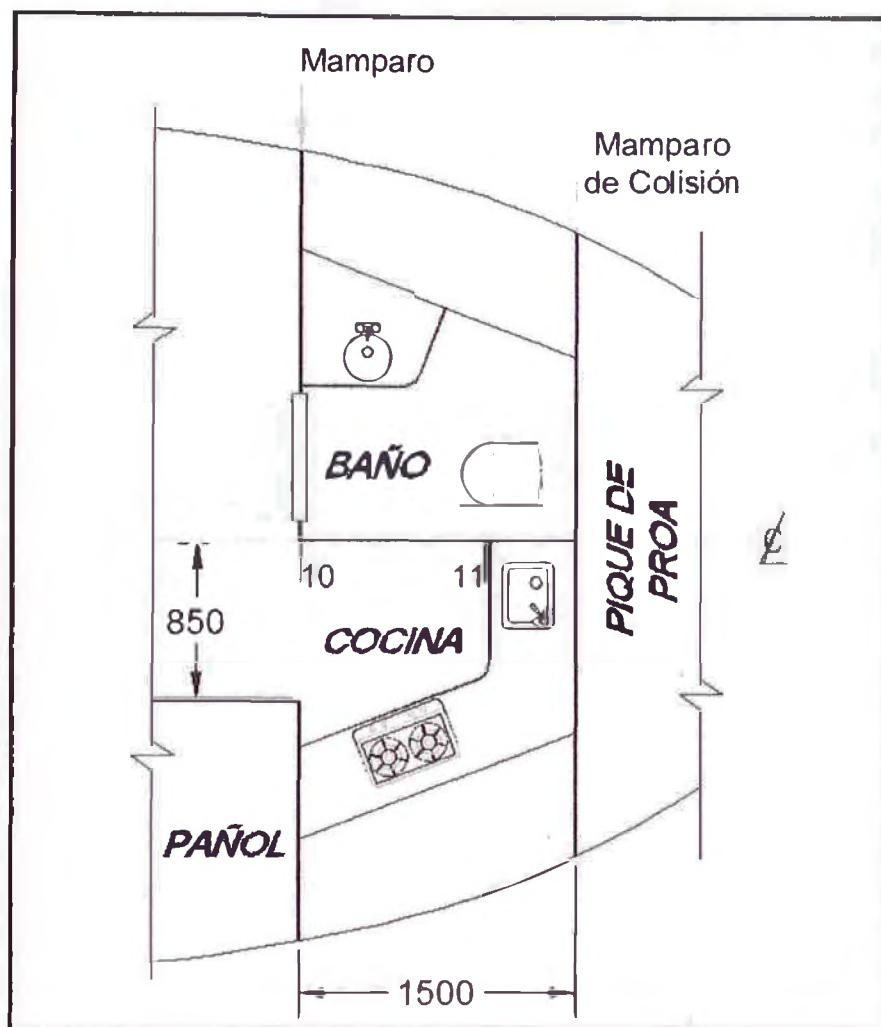 Mamparo
Mamparo
de Colisión
BAÑO
PIQUE DE
PROA
℄
10
11
850
COCINA
PAÑOL
1500